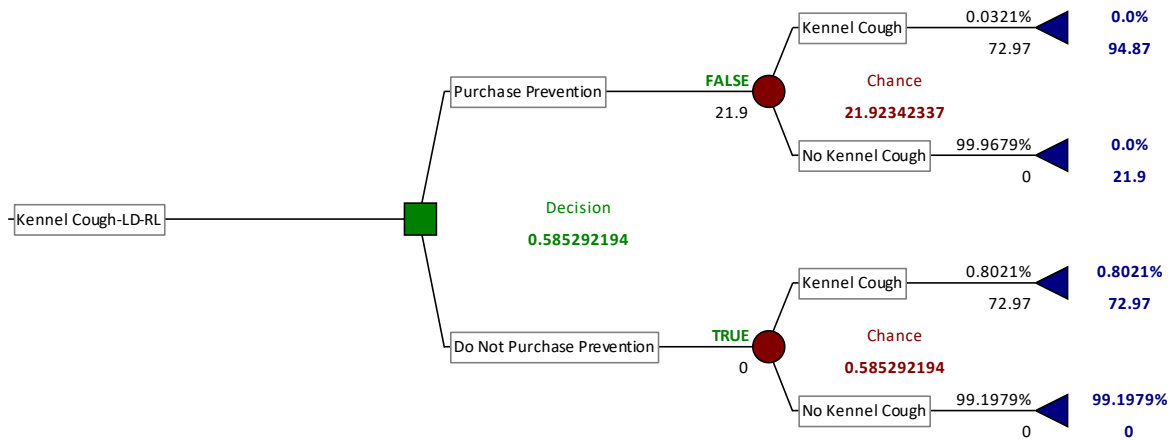 Kennel Cough
0.0321%
0.0%
72.97
94.87
Purchase Prevention
FALSE
21.9
Chance
21.92342337
No Kennel Cough
99.9679%
0.0%
0
21.9
Kennel Cough-LD-RL
Decision
0.585292194
Kennel Cough
0.8021%
0.8021%
72.97
72.97
Do Not Purchase Prevention
TRUE
0
Chance
0.585292194
No Kennel Cough
99.1979%
99.1979%
0
0